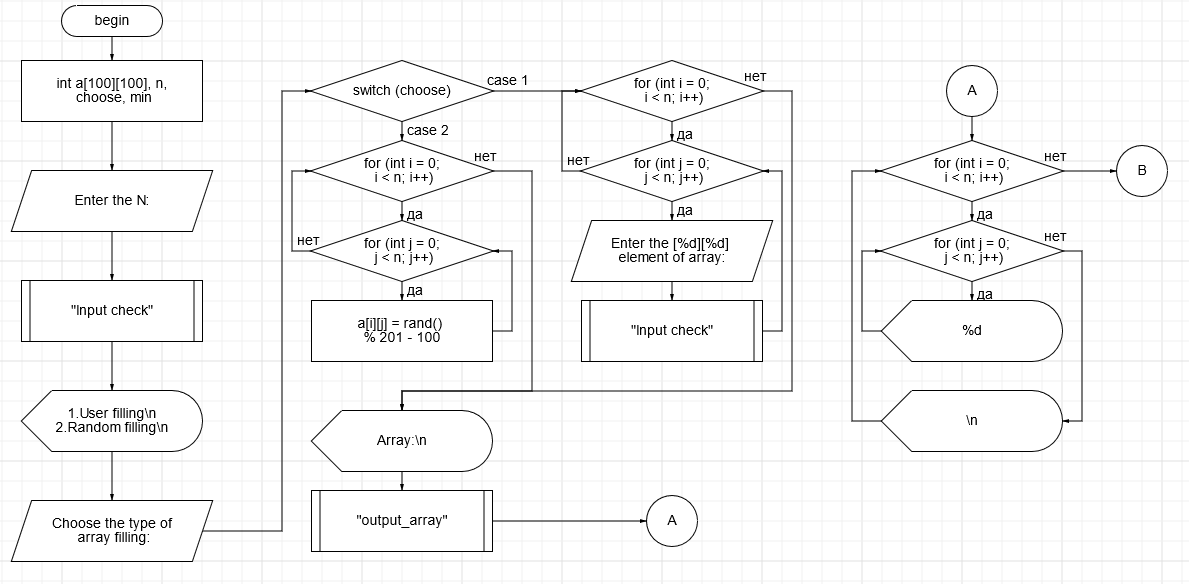 begin
int a[100][100], n,
choose, min
Enter the N:
"Input check"
1.User filling\n
2.Random filling\n
Choose the type of
array filling:
switch (choose)
case 1
case 2
for (int i = 0;
i < n; i++)
нет
да
for (int j = 0;
j < n; j++)
нет
да
a[i][j] = rand()
% 201 - 100
Array:\n
"output_array"
A
for (int i = 0;
i < n; i++)
нет
да
for (int j = 0;
j < n; j++)
нет
да
Enter the [%d][%d]
element of array:
"Input check"
A
for (int i = 0;
i < n; i++)
нет
B
да
for (int j = 0;
j < n; j++)
нет
да
%d
\n